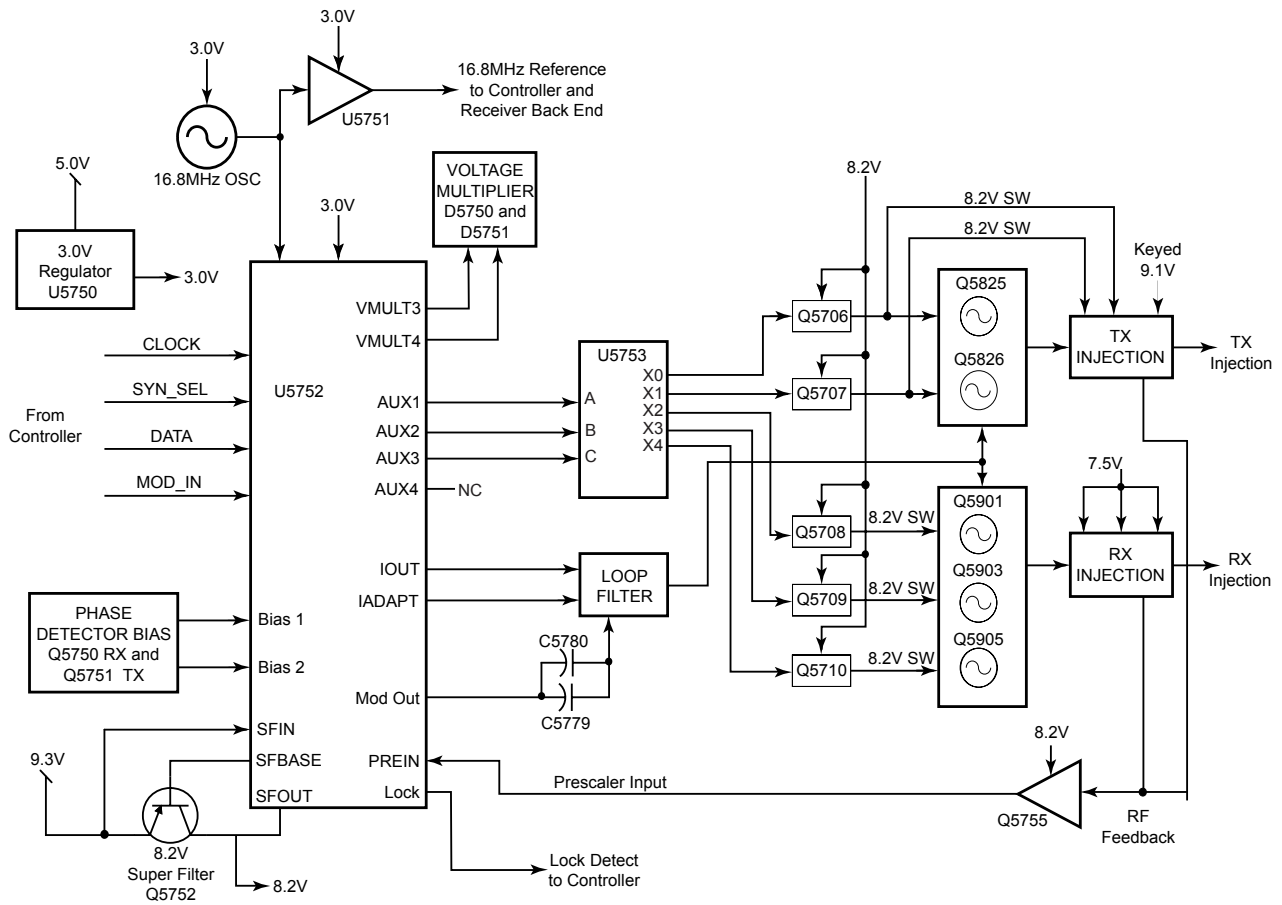 3.0V
3.0V
16.8MHz Reference
to Controller and
Receiver Back End
U5751
16.8MHz OSC
5.0V
3.0V
Regulator
U5750
3.0V
3.0V
VOLTAGE
MULTIPLIER
D5750 and
D5751
8.2V
8.2V SW
8.2V SW
Keyed
9.1V
From
Controller
CLOCK
SYN_SEL
DATA
MOD_IN
U5752
VMULT3
VMULT4
AUX1
AUX2
AUX3
AUX4
NC
U5753
A
B
C
X0
X1
X2
X3
X4
Q5706
Q5707
Q5825
Q5826
TX
INJECTION
TX
Injection
Q5708
8.2V SW
Q5709
8.2V SW
Q5710
8.2V SW
Q5901
Q5903
Q5905
7.5V
RX
INJECTION
RX
Injection
PHASE
DETECTOR BIAS
Q5750 RX and
Q5751 TX
Bias 1
Bias 2
IOUT
IADAPT
LOOP
FILTER
C5780
C5779
Mod Out
SFIN
SFBASE
SFOUT
PREIN
Lock
Prescaler Input
8.2V
Q5755
RF
Feedback
9.3V
8.2V
Super Filter
Q5752
8.2V
Lock Detect
to Controller